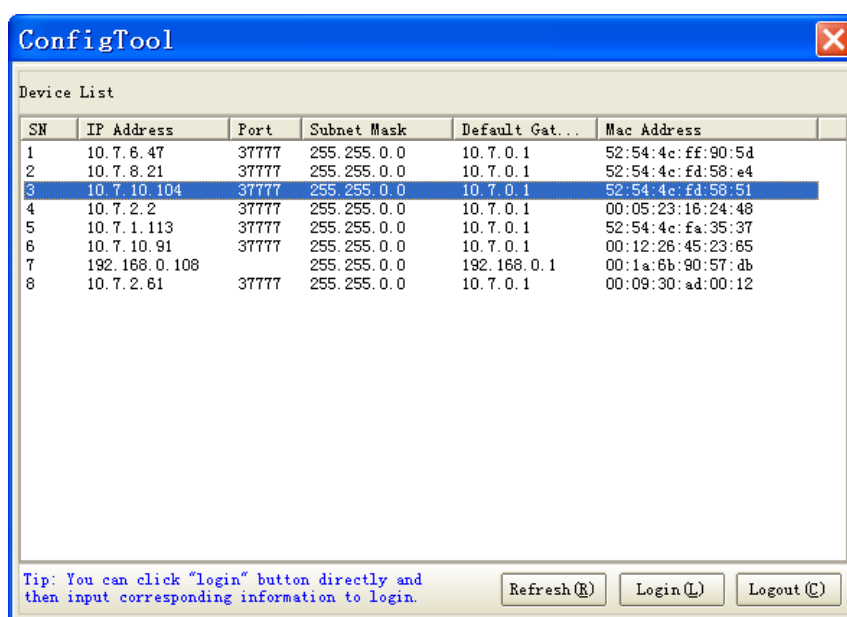 ConfigTool
Device List
SN IP Address Port Subnet Mask Default Gat... Mac Address
1 10.7.6.47 37777 255.255.0.0 10.7.0.1 52:54:4c:ff:90:5d
2 10.7.8.21 37777 255.255.0.0 10.7.0.1 52:54:4c:fd:58:e4
3 10.7.10.104 37777 255.255.0.0 10.7.0.1 52:54:4c:fd:58:51
4 10.7.2.2 37777 255.255.0.0 10.7.0.1 00:05:23:16:24:48
5 10.7.1.113 37777 255.255.0.0 10.7.0.1 52:54:4c:fa:35:37
6 10.7.10.91 37777 255.255.0.0 10.7.0.1 00:12:26:45:23:65
7 192.168.0.108 255.255.0.0 192.168.0.1 00:1a:6b:90:57:db
8 10.7.2.61 37777 255.255.0.0 10.7.0.1 00:09:30:ad:00:12
Tip: You can click "login" button directly and
then input corresponding information to login.
Refresh(R) Login(L) Logout(C)